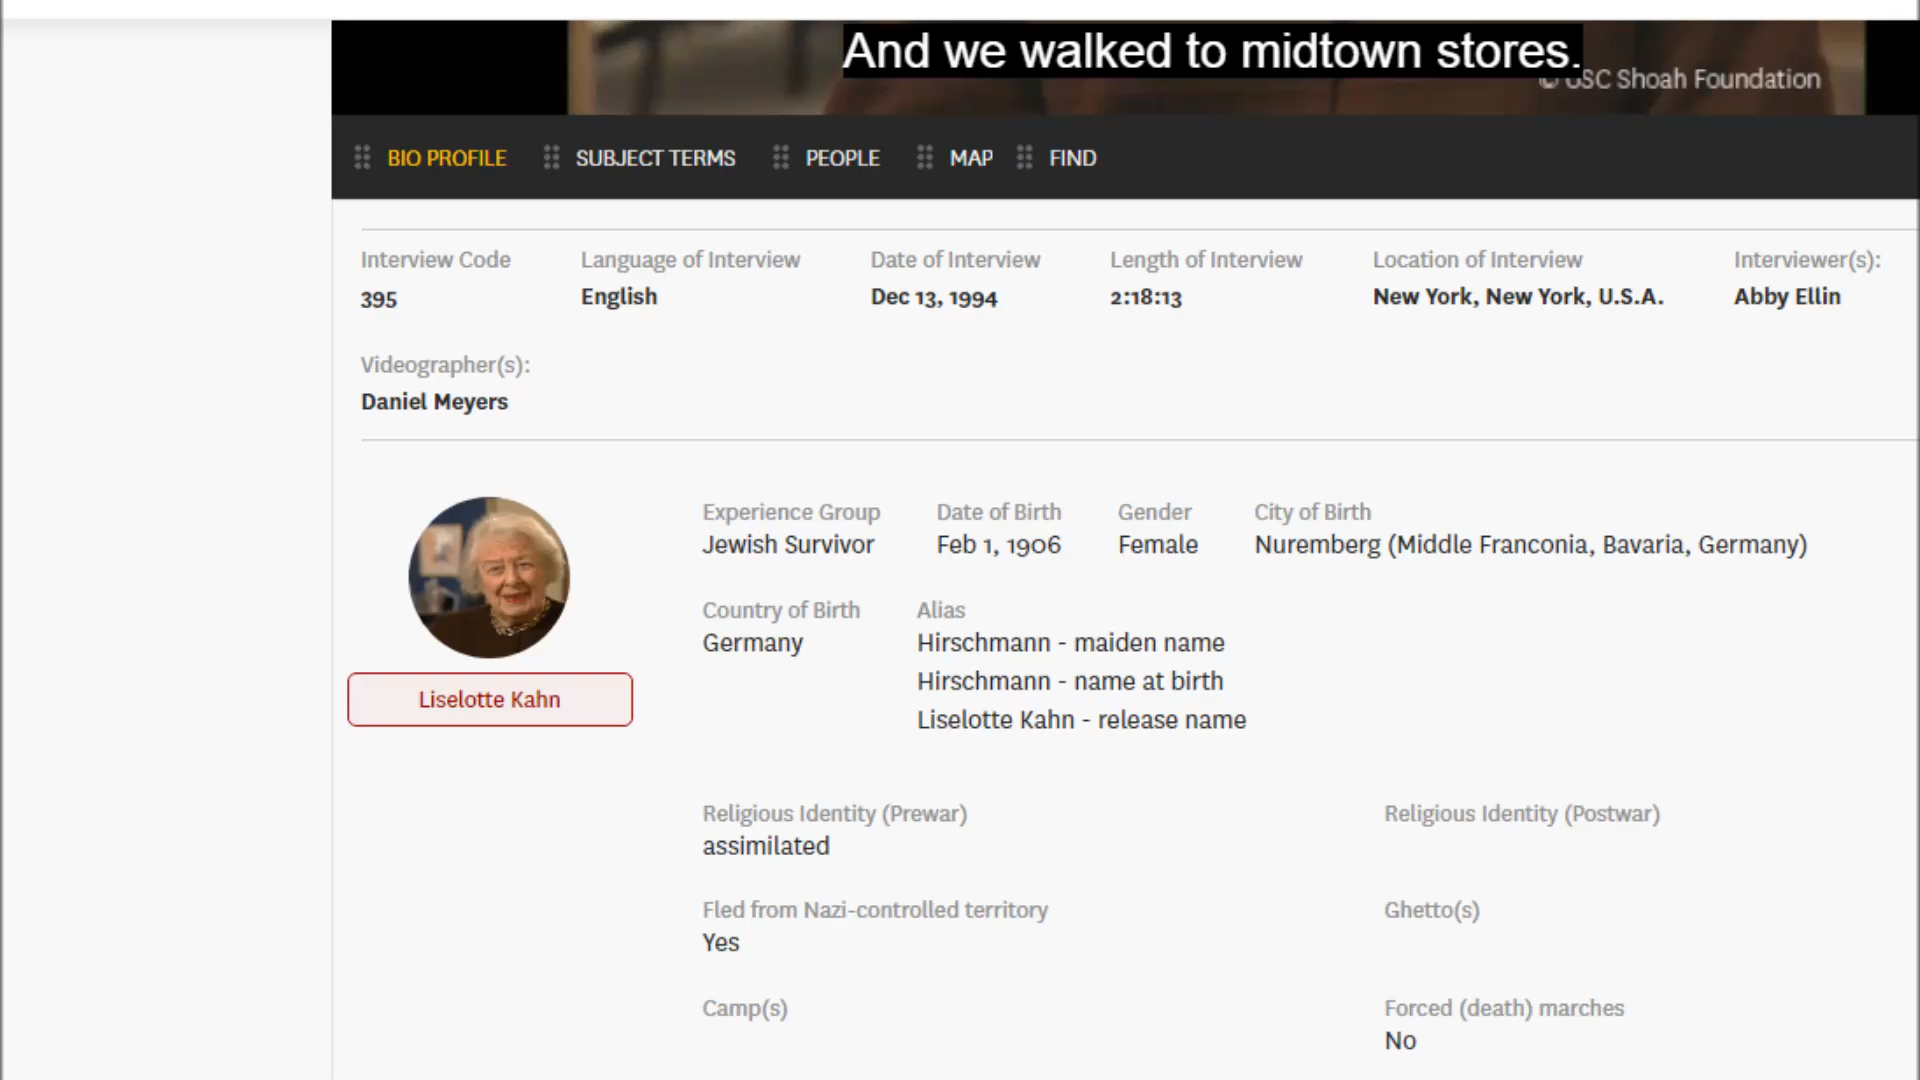 And we walked to midtown stores.
© USC Shoah Foundation
BIO PROFILE SUBJECT TERMS PEOPLE MAP FIND
Interview Code Language of Interview Date of Interview Length of Interview Location of Interview Interviewer(s):
395 English Dec 13, 1994 2:18:13 New York, New York, U.S.A. Abby Ellin
Videographer(s):
Daniel Meyers
Experience Group Date of Birth Gender City of Birth
Jewish Survivor Feb 1, 1906 Female Nuremberg (Middle Franconia, Bavaria, Germany)
Country of Birth Alias
Germany Hirschmann - maiden name
Hirschmann - name at birth
Liselotte Kahn
Liselotte Kahn - release name
Religious Identity (Prewar) Religious Identity (Postwar)
assimilated
Fled from Nazi-controlled territory Ghetto(s)
Yes
Camp(s) Forced (death) marches
No